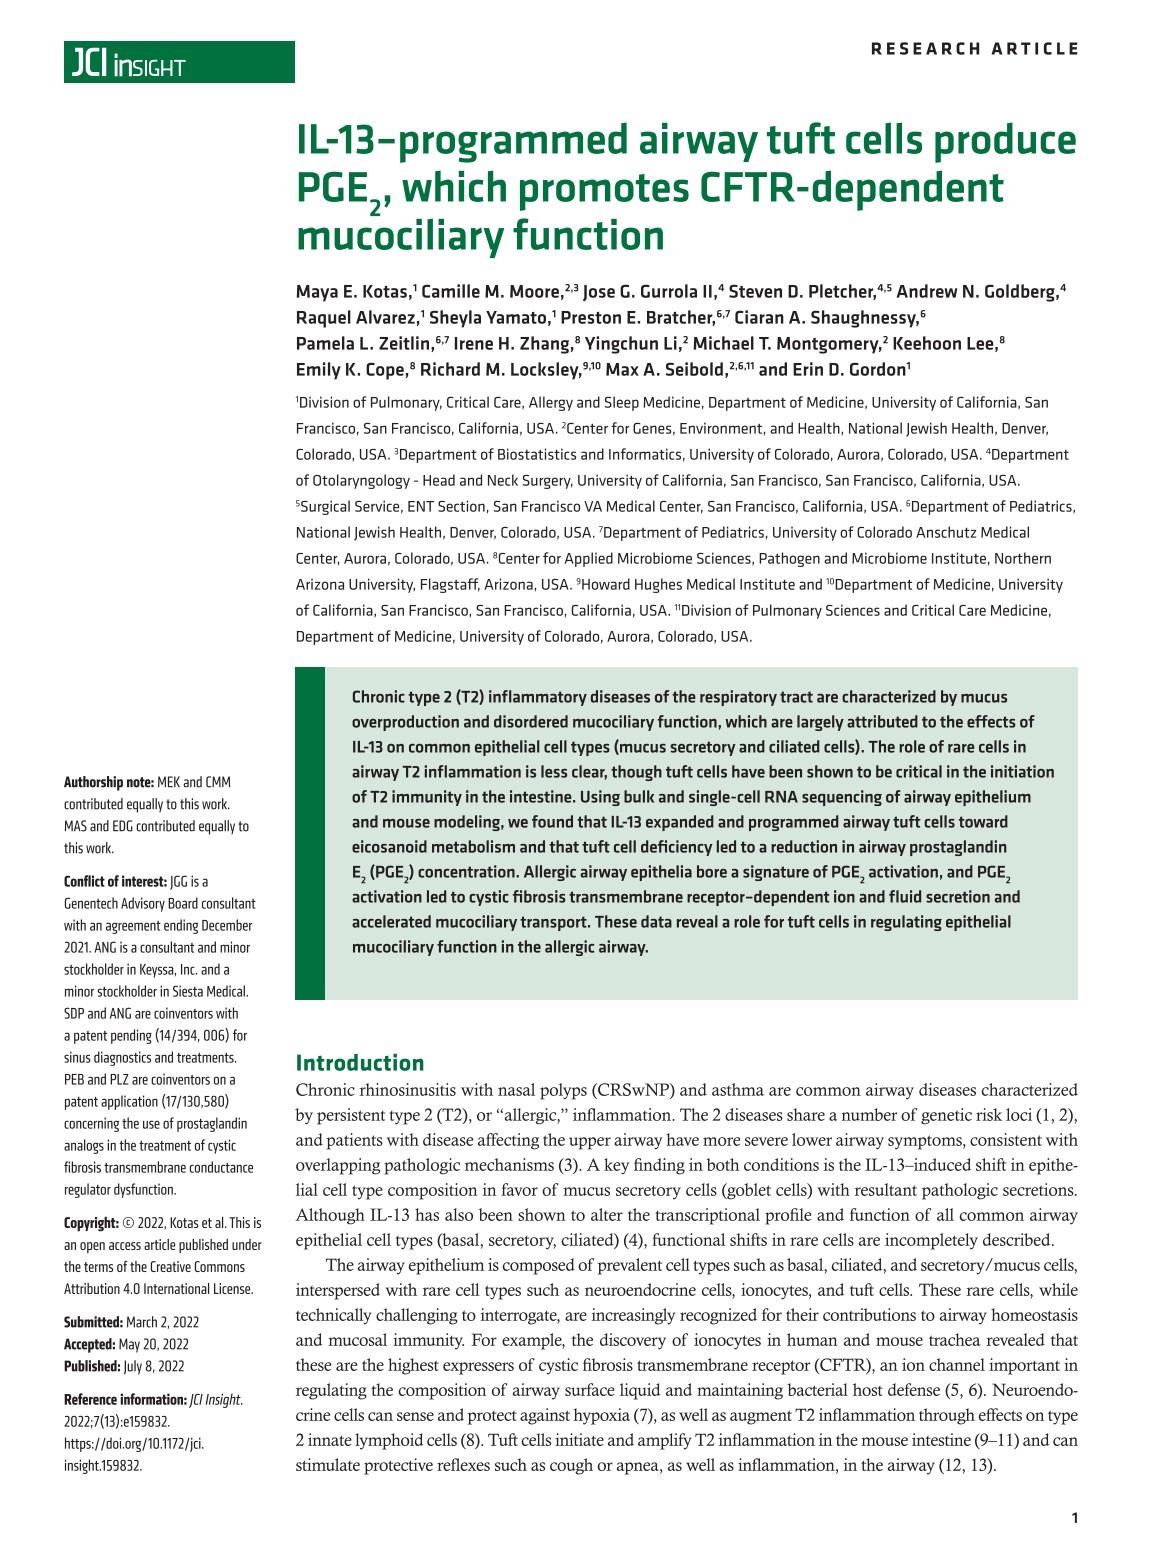 JCI insight
RESEARCH ARTICLE
IL-13–programmed airway tuft cells produce
PGE2, which promotes CFTR-dependent
mucociliary function
Maya E. Kotas,1 Camille M. Moore,2,3 Jose G. Gurrola II,4 Steven D. Pletcher,4,5 Andrew N. Goldberg,4
Raquel Alvarez,1 Sheyla Yamato,1 Preston E. Bratcher,6,7 Ciaran A. Shaughnessy,6
Pamela L. Zeitlin,6,7 Irene H. Zhang,8 Yingchun Li,2 Michael T. Montgomery,2 Keehoon Lee,8
Emily K. Cope,8 Richard M. Locksley,9,10 Max A. Seibold,2,6,11 and Erin D. Gordon1
1Division of Pulmonary, Critical Care, Allergy and Sleep Medicine, Department of Medicine, University of California, San
Francisco, San Francisco, California, USA. 2Center for Genes, Environment, and Health, National Jewish Health, Denver,
Colorado, USA. 3Department of Biostatistics and Informatics, University of Colorado, Aurora, Colorado, USA. 4Department
of Otolaryngology - Head and Neck Surgery, University of California, San Francisco, San Francisco, California, USA.
5Surgical Service, ENT Section, San Francisco VA Medical Center, San Francisco, California, USA. 6Department of Pediatrics,
National Jewish Health, Denver, Colorado, USA. 7Department of Pediatrics, University of Colorado Anschutz Medical
Center, Aurora, Colorado, USA. 8Center for Applied Microbiome Sciences, Pathogen and Microbiome Institute, Northern
Arizona University, Flagstaff, Arizona, USA. 9Howard Hughes Medical Institute and 10Department of Medicine, University
of California, San Francisco, San Francisco, California, USA. 11Division of Pulmonary Sciences and Critical Care Medicine,
Department of Medicine, University of Colorado, Aurora, Colorado, USA.
Chronic type 2 (T2) inflammatory diseases of the respiratory tract are characterized by mucus
overproduction and disordered mucociliary function, which are largely attributed to the effects of
IL-13 on common epithelial cell types (mucus secretory and ciliated cells). The role of rare cells in
airway T2 inflammation is less clear, though tuft cells have been shown to be critical in the initiation
of T2 immunity in the intestine. Using bulk and single-cell RNA sequencing of airway epithelium
and mouse modeling, we found that IL-13 expanded and programmed airway tuft cells toward
eicosanoid metabolism and that tuft cell deficiency led to a reduction in airway prostaglandin
E2 (PGE2) concentration. Allergic airway epithelia bore a signature of PGE2 activation, and PGE2
activation led to cystic fibrosis transmembrane receptor–dependent ion and fluid secretion and
accelerated mucociliary transport. These data reveal a role for tuft cells in regulating epithelial
mucociliary function in the allergic airway.
Authorship note: MEK and CMM
contributed equally to this work.
MAS and EDG contributed equally to
this work.
Conflict of interest: JGG is a
Genentech Advisory Board consultant
with an agreement ending December
2021. ANG is a consultant and minor
stockholder in Keyssa, Inc. and a
minor stockholder in Siesta Medical.
SDP and ANG are coinventors with
a patent pending (14/394, 006) for
sinus diagnostics and treatments.
PEB and PLZ are coinventors on a
patent application (17/130,580)
concerning the use of prostaglandin
analogs in the treatment of cystic
fibrosis transmembrane conductance
regulator dysfunction.
Copyright: © 2022, Kotas et al. This is
an open access article published under
the terms of the Creative Commons
Attribution 4.0 International License.
Submitted: March 2, 2022
Accepted: May 20, 2022
Published: July 8, 2022
Reference information: JCI Insight.
2022;7(13):e159832.
https://doi.org/10.1172/jci.
insight.159832.
Introduction
Chronic rhinosinusitis with nasal polyps (CRSwNP) and asthma are common airway diseases characterized
by persistent type 2 (T2), or “allergic,” inflammation. The 2 diseases share a number of genetic risk loci (1, 2),
and patients with disease affecting the upper airway have more severe lower airway symptoms, consistent with
overlapping pathologic mechanisms (3). A key finding in both conditions is the IL-13–induced shift in epithe-
lial cell type composition in favor of mucus secretory cells (goblet cells) with resultant pathologic secretions.
Although IL-13 has also been shown to alter the transcriptional profile and function of all common airway
epithelial cell types (basal, secretory, ciliated) (4), functional shifts in rare cells are incompletely described.
The airway epithelium is composed of prevalent cell types such as basal, ciliated, and secretory/mucus cells,
interspersed with rare cell types such as neuroendocrine cells, ionocytes, and tuft cells. These rare cells, while
technically challenging to interrogate, are increasingly recognized for their contributions to airway homeostasis
and mucosal immunity. For example, the discovery of ionocytes in human and mouse trachea revealed that
these are the highest expressers of cystic fibrosis transmembrane receptor (CFTR), an ion channel important in
regulating the composition of airway surface liquid and maintaining bacterial host defense (5, 6). Neuroendo-
crine cells can sense and protect against hypoxia (7), as well as augment T2 inflammation through effects on type
2 innate lymphoid cells (8). Tuft cells initiate and amplify T2 inflammation in the mouse intestine (9–11) and can
stimulate protective reflexes such as cough or apnea, as well as inflammation, in the airway (12, 13).
1